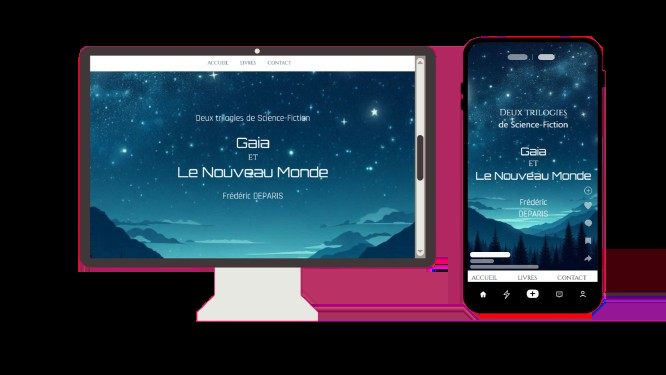 ACCUEIL LIVRES CONTACT
Deux trilogies de Science-Fiction
Gaia
ET
Le Nouveau Monde
Frédéric DEPARIS
Deux trilogies
de Science-Fiction
Gaia
ET
Le Nouveau Monde
Frédéric
DEPARIS
ACCUEIL LIVRES CONTACT